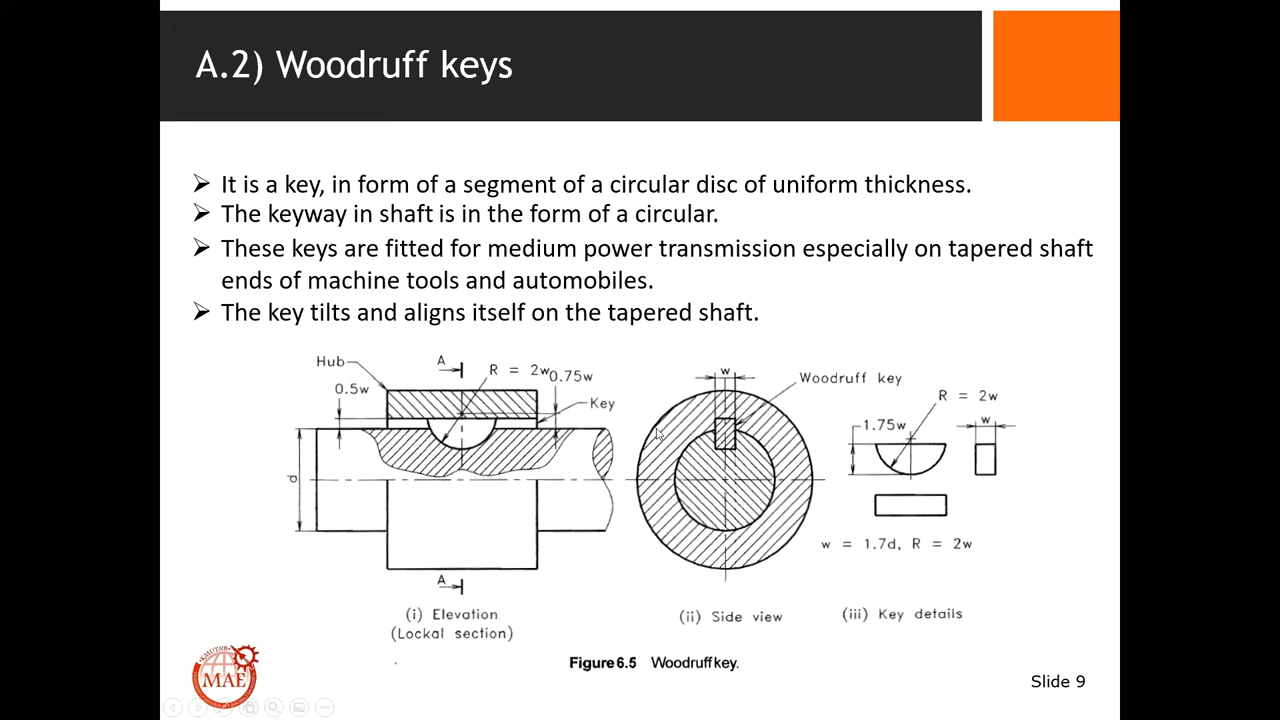 A.2) Woodruff keys
➢ It is a key, in form of a segment of a circular disc of uniform thickness.
➢ The keyway in shaft is in the form of a circular.
➢ These keys are fitted for medium power transmission especially on tapered shaft
ends of machine tools and automobiles.
➢ The key tilts and aligns itself on the tapered shaft.
Hub
A
R = 2w
0.75w
0.5w
Key
d
A
(i) Elevation
(Lockal section)
w
Woodruff key
(ii) Side view
R = 2w
1.75w
w
w = 1.7d, R = 2w
(iii) Key details
Figure 6.5 Woodruff key.
KMUTNB
MAE
Slide 9